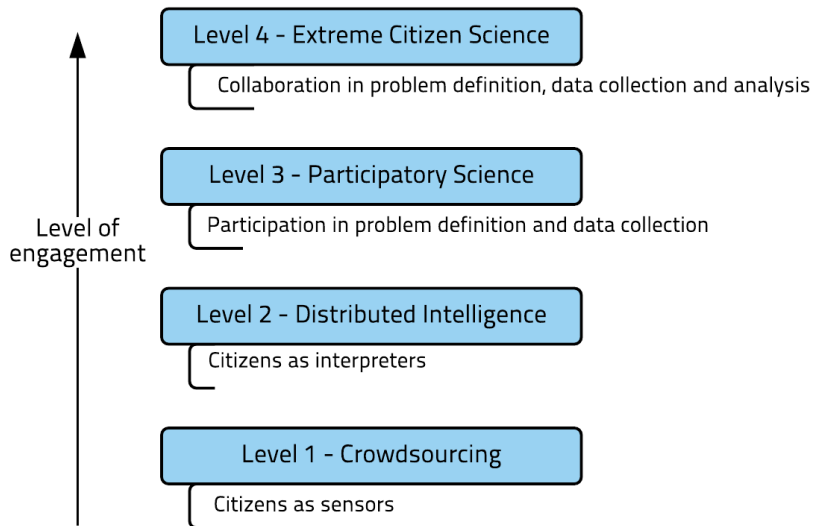 Level 4 - Extreme Citizen Science
Collaboration in problem definition, data collection and analysis
Level 3 - Participatory Science
Participation in problem definition and data collection
Level of
engagement
Level 2 - Distributed Intelligence
Citizens as interpreters
Level 1 - Crowdsourcing
Citizens as sensors